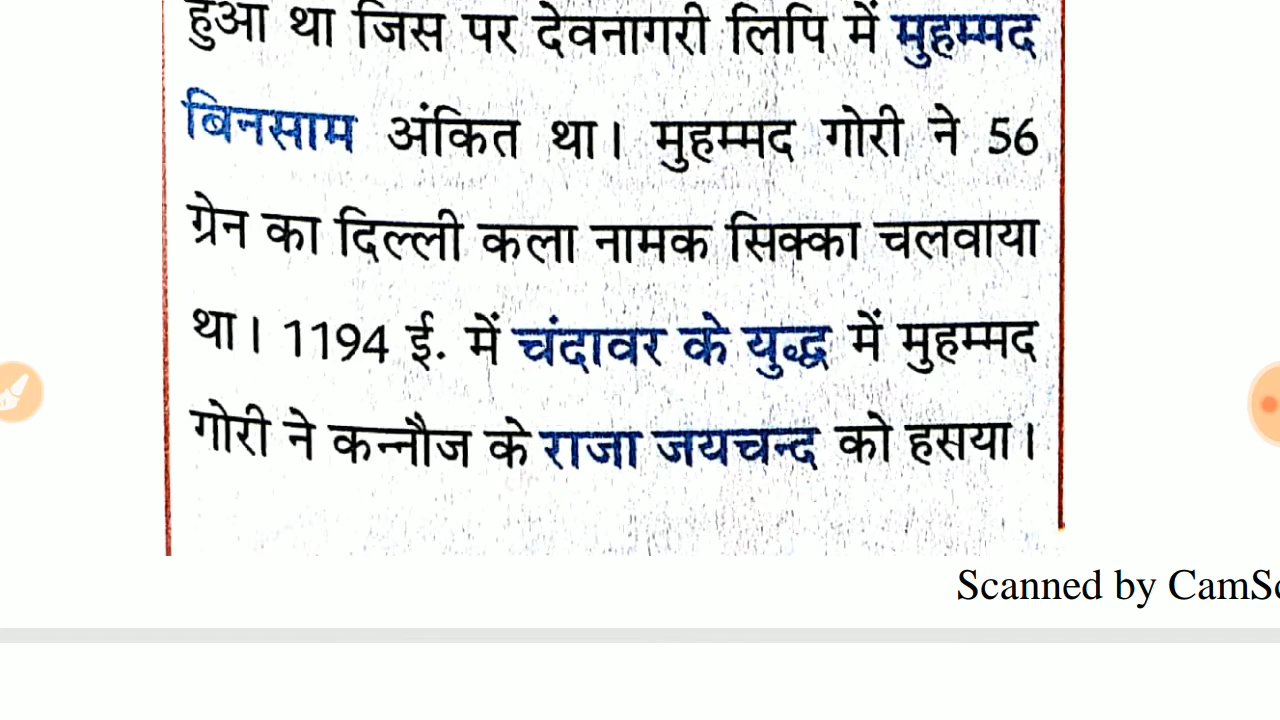 हुआ था जिस पर देवनागरी लिपि में मुहम्मद
बिनसाम अंकित था। मुहम्मद गोरी ने 56
ग्रेन का दिल्ली कला नामक सिक्का चलवाया
था। 1194 ई. में चंदावर के युद्ध में मुहम्मद
गोरी ने कन्नौज के राजा जयचन्द को हसया।
Scanned by CamSc